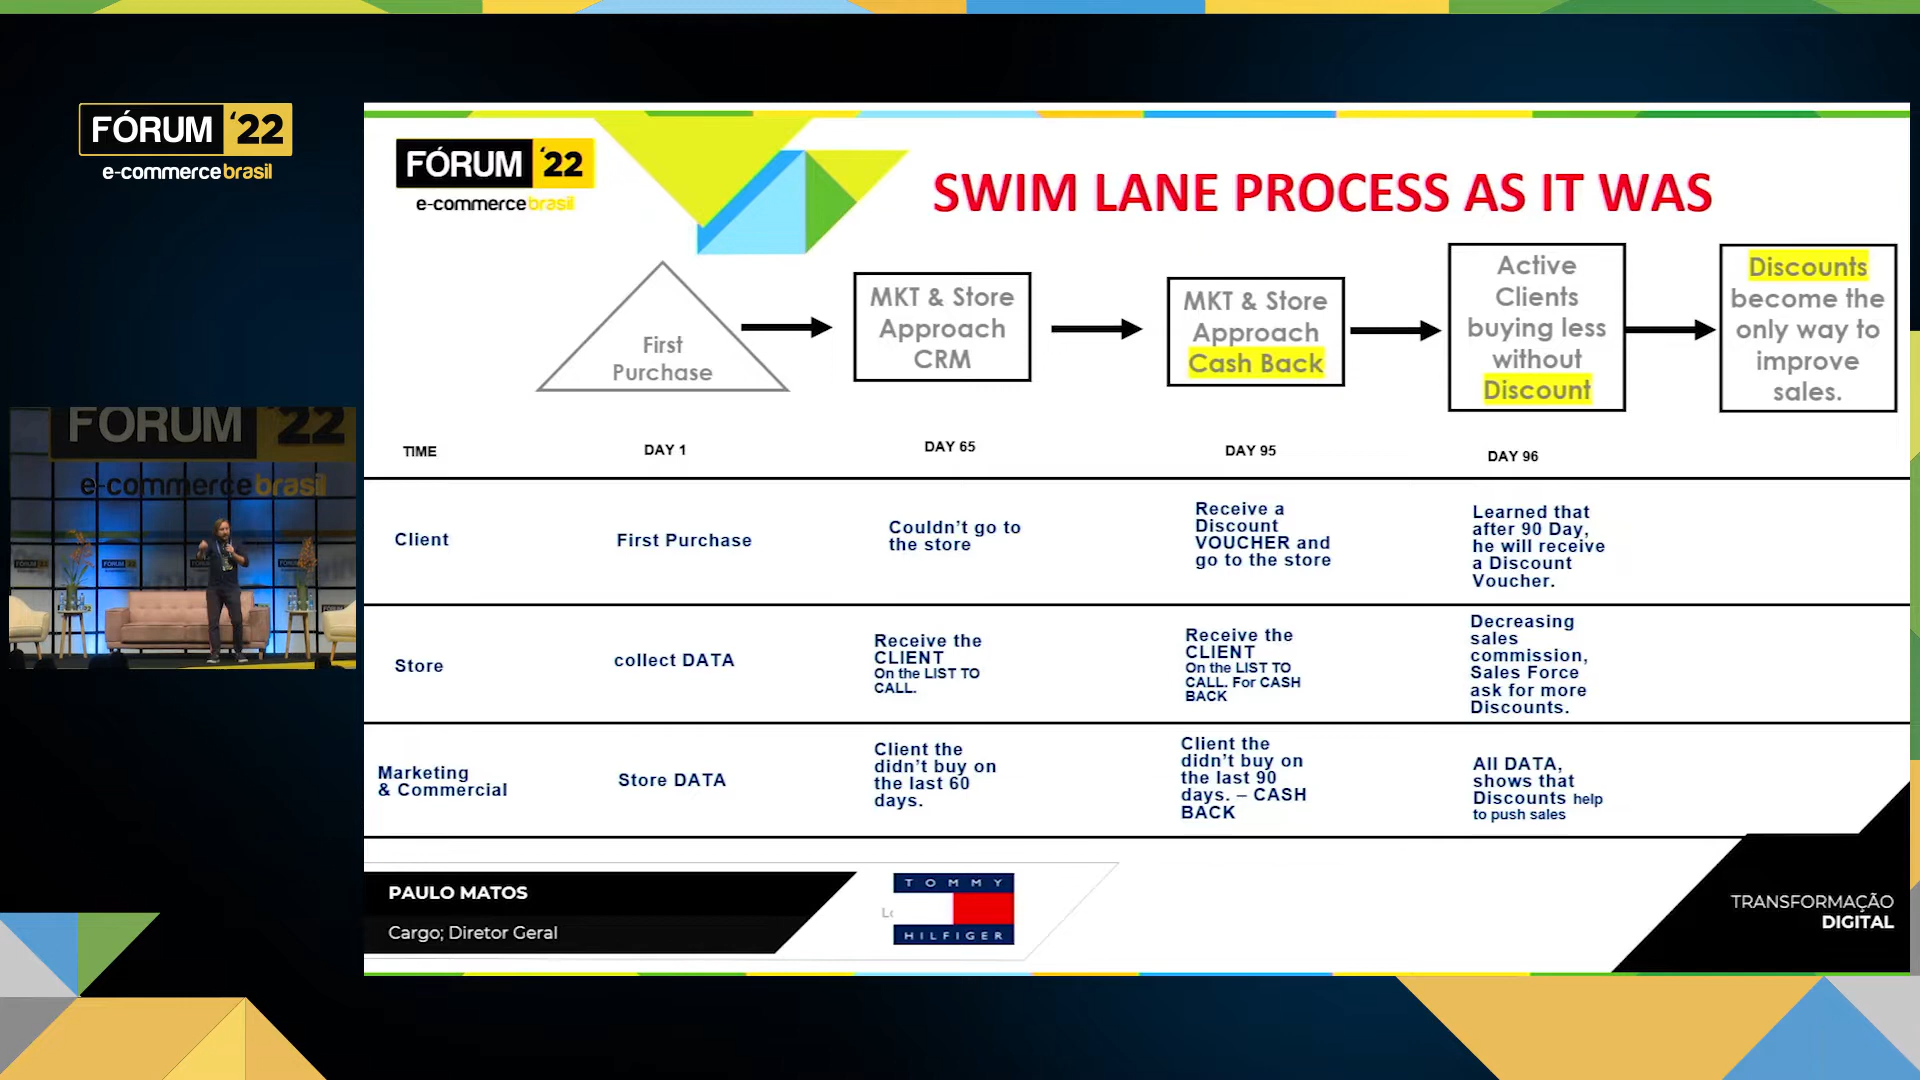 FÓRUM '22
e-commercebrasil
FÓRUM '22
e-commercebrasil
SWIM LANE PROCESS AS IT WAS
First
Purchase
MKT & Store
Approach
CRM
MKT & Store
Approach
Cash Back
Active
Clients
buying less
without
Discount
Discounts
become the
only way to
improve
sales.
TIME
DAY 1
DAY 65
DAY 95
DAY 96
Client
First Purchase
Couldn't go to
the store
Receive a
Discount
VOUCHER and
go to the store
Learned that
after 90 Day,
he will receive
a Discount
Voucher.
Store
collect DATA
Receive the
CLIENT
On the LIST TO
CALL.
Receive the
CLIENT
On the LIST TO
CALL. For CASH
BACK
Decreasing
sales
commission,
Sales Force
ask for more
Discounts.
Marketing
& Commercial
Store DATA
Client the
didn't buy on
the last 60
days.
Client the
didn't buy on
the last 90
days. – CASH
BACK
All DATA,
shows that
Discounts help
to push sales
PAULO MATOS
Cargo; Diretor Geral
TOMMY
HILFIGER
TRANSFORMAÇÃO
DIGITAL
FORUM '22
e-commercebrasil